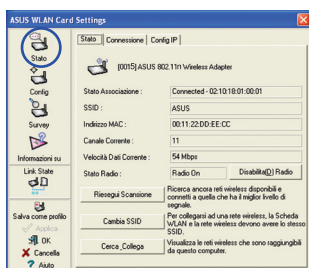 ASUS WLAN Card Settings
Stato
Config
Survey
Informazioni su
Link State
Salva come profilo
Applica
OK
Cancella
Aiuto
Stato Connessione Config IP
[0015] ASUS 802.11n Wireless Adapter
Stato Associazione : Connected - 02:10:18:01:00:01
SSID : ASUS
Indirizzo MAC : 00:11:22:DD:EE:CC
Canale Corrente : 11
Velocità Dati Corrente : 54 Mbps
Stato Radio : Radio On Disabilita(D) Radio
Riesegui Scansione
Ricerca ancora reti wireless disponibili e
connetti a quella che ha il miglior livello di
segnale.
Cambia SSID
Per collegarsi ad una rete wireless, la Scheda
WLAN e la rete wireless devono avere lo stesso
SSID.
Cerca_Collega
Visualizza le reti wireless che sono raggiungibili
da questo computer.